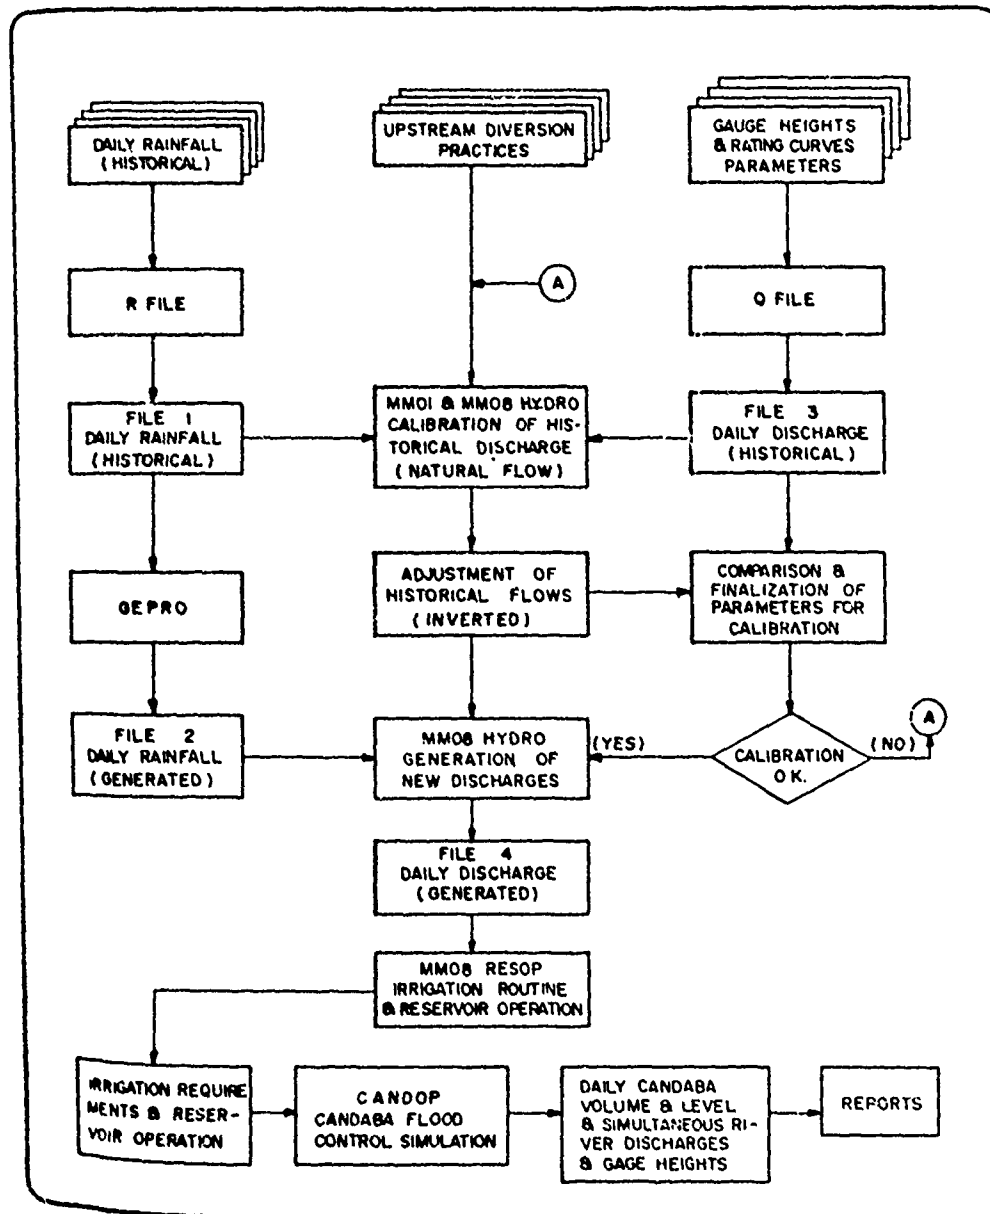 DAILY RAINFALL
(HISTORICAL)
UPSTREAM DIVERSION
PRACTICES
GAUGE HEIGHTS
& RATING CURVES
PARAMETERS
A
R FILE
Q FILE
FILE 1
DAILY RAINFALL
(HISTORICAL)
MM01 & MM08 HYDRO
CALIBRATION OF HIS-
TORICAL DISCHARGE
(NATURAL FLOW)
FILE 3
DAILY DISCHARGE
(HISTORICAL)
GEPRO
ADJUSTMENT OF
HISTORICAL FLOWS
(INVERTED)
COMPARISON &
FINALIZATION OF
PARAMETERS FOR
CALIBRATION
FILE 2
DAILY RAINFALL
(GENERATED)
MM08 HYDRO
GENERATION OF
NEW DISCHARGES
(YES)
CALIBRATION
OK.
(NO)
A
FILE 4
DAILY DISCHARGE
(GENERATED)
MM08 RESOP
IRRIGATION ROUTINE
& RESERVOIR OPERATION
IRRIGATION REQUIRE
MENTS & RESER-
VOIR OPERATION
CANDOP
CANDABA FLOOD
CONTROL SIMULATION
DAILY CANDABA
VOLUME & LEVEL
& SIMULTANEOUS RI-
VER DISCHARGES
& GAGE HEIGHTS
REPORTS